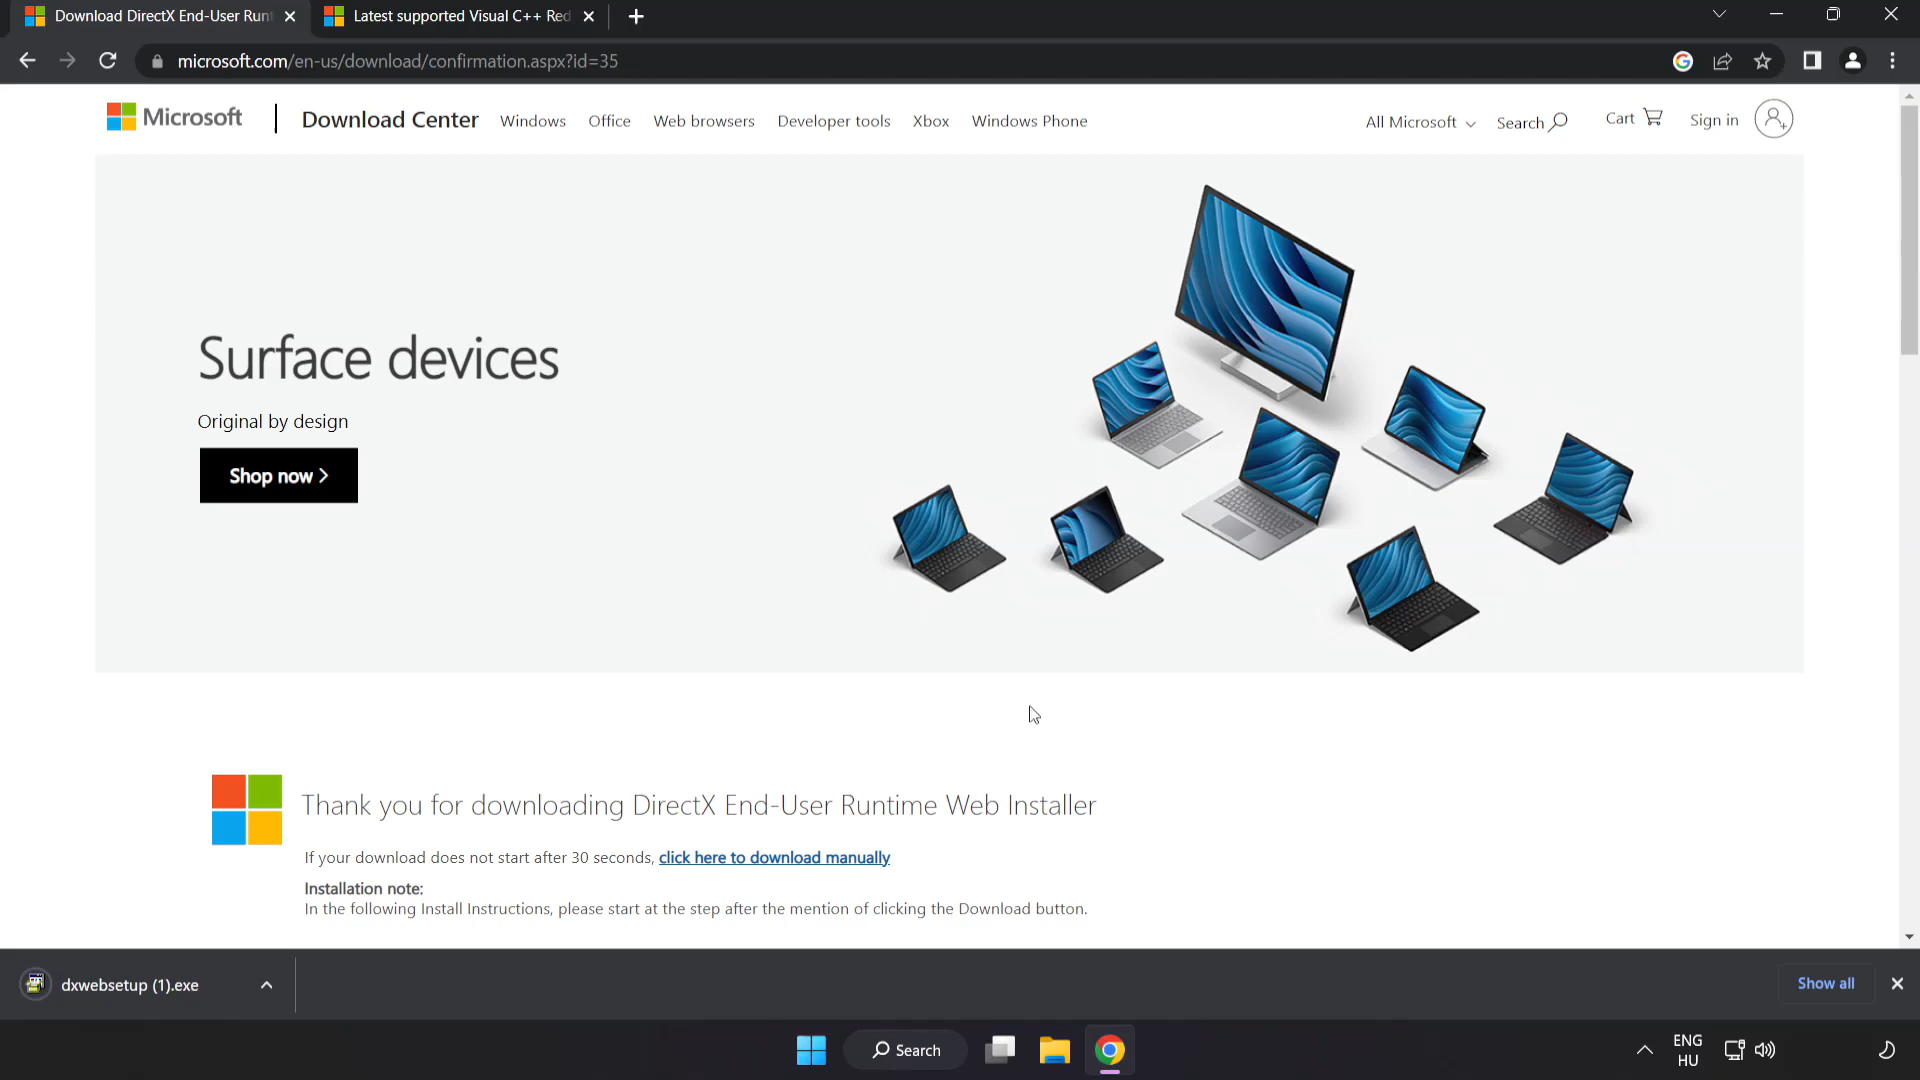 Download DirectX End-User Runt
Latest supported Visual C++ Red
microsoft.com/en-us/download/confirmation.aspx?id=35
Microsoft
Download Center
Windows
Office
Web browsers
Developer tools
Xbox
Windows Phone
All Microsoft
Search
Cart
Sign in
Surface devices
Original by design
Shop now
Thank you for downloading DirectX End-User Runtime Web Installer
If your download does not start after 30 seconds, click here to download manually
Installation note:
In the following Install Instructions, please start at the step after the mention of clicking the Download button.
dxwebsetup (1).exe
Show all
Search
ENG
HU